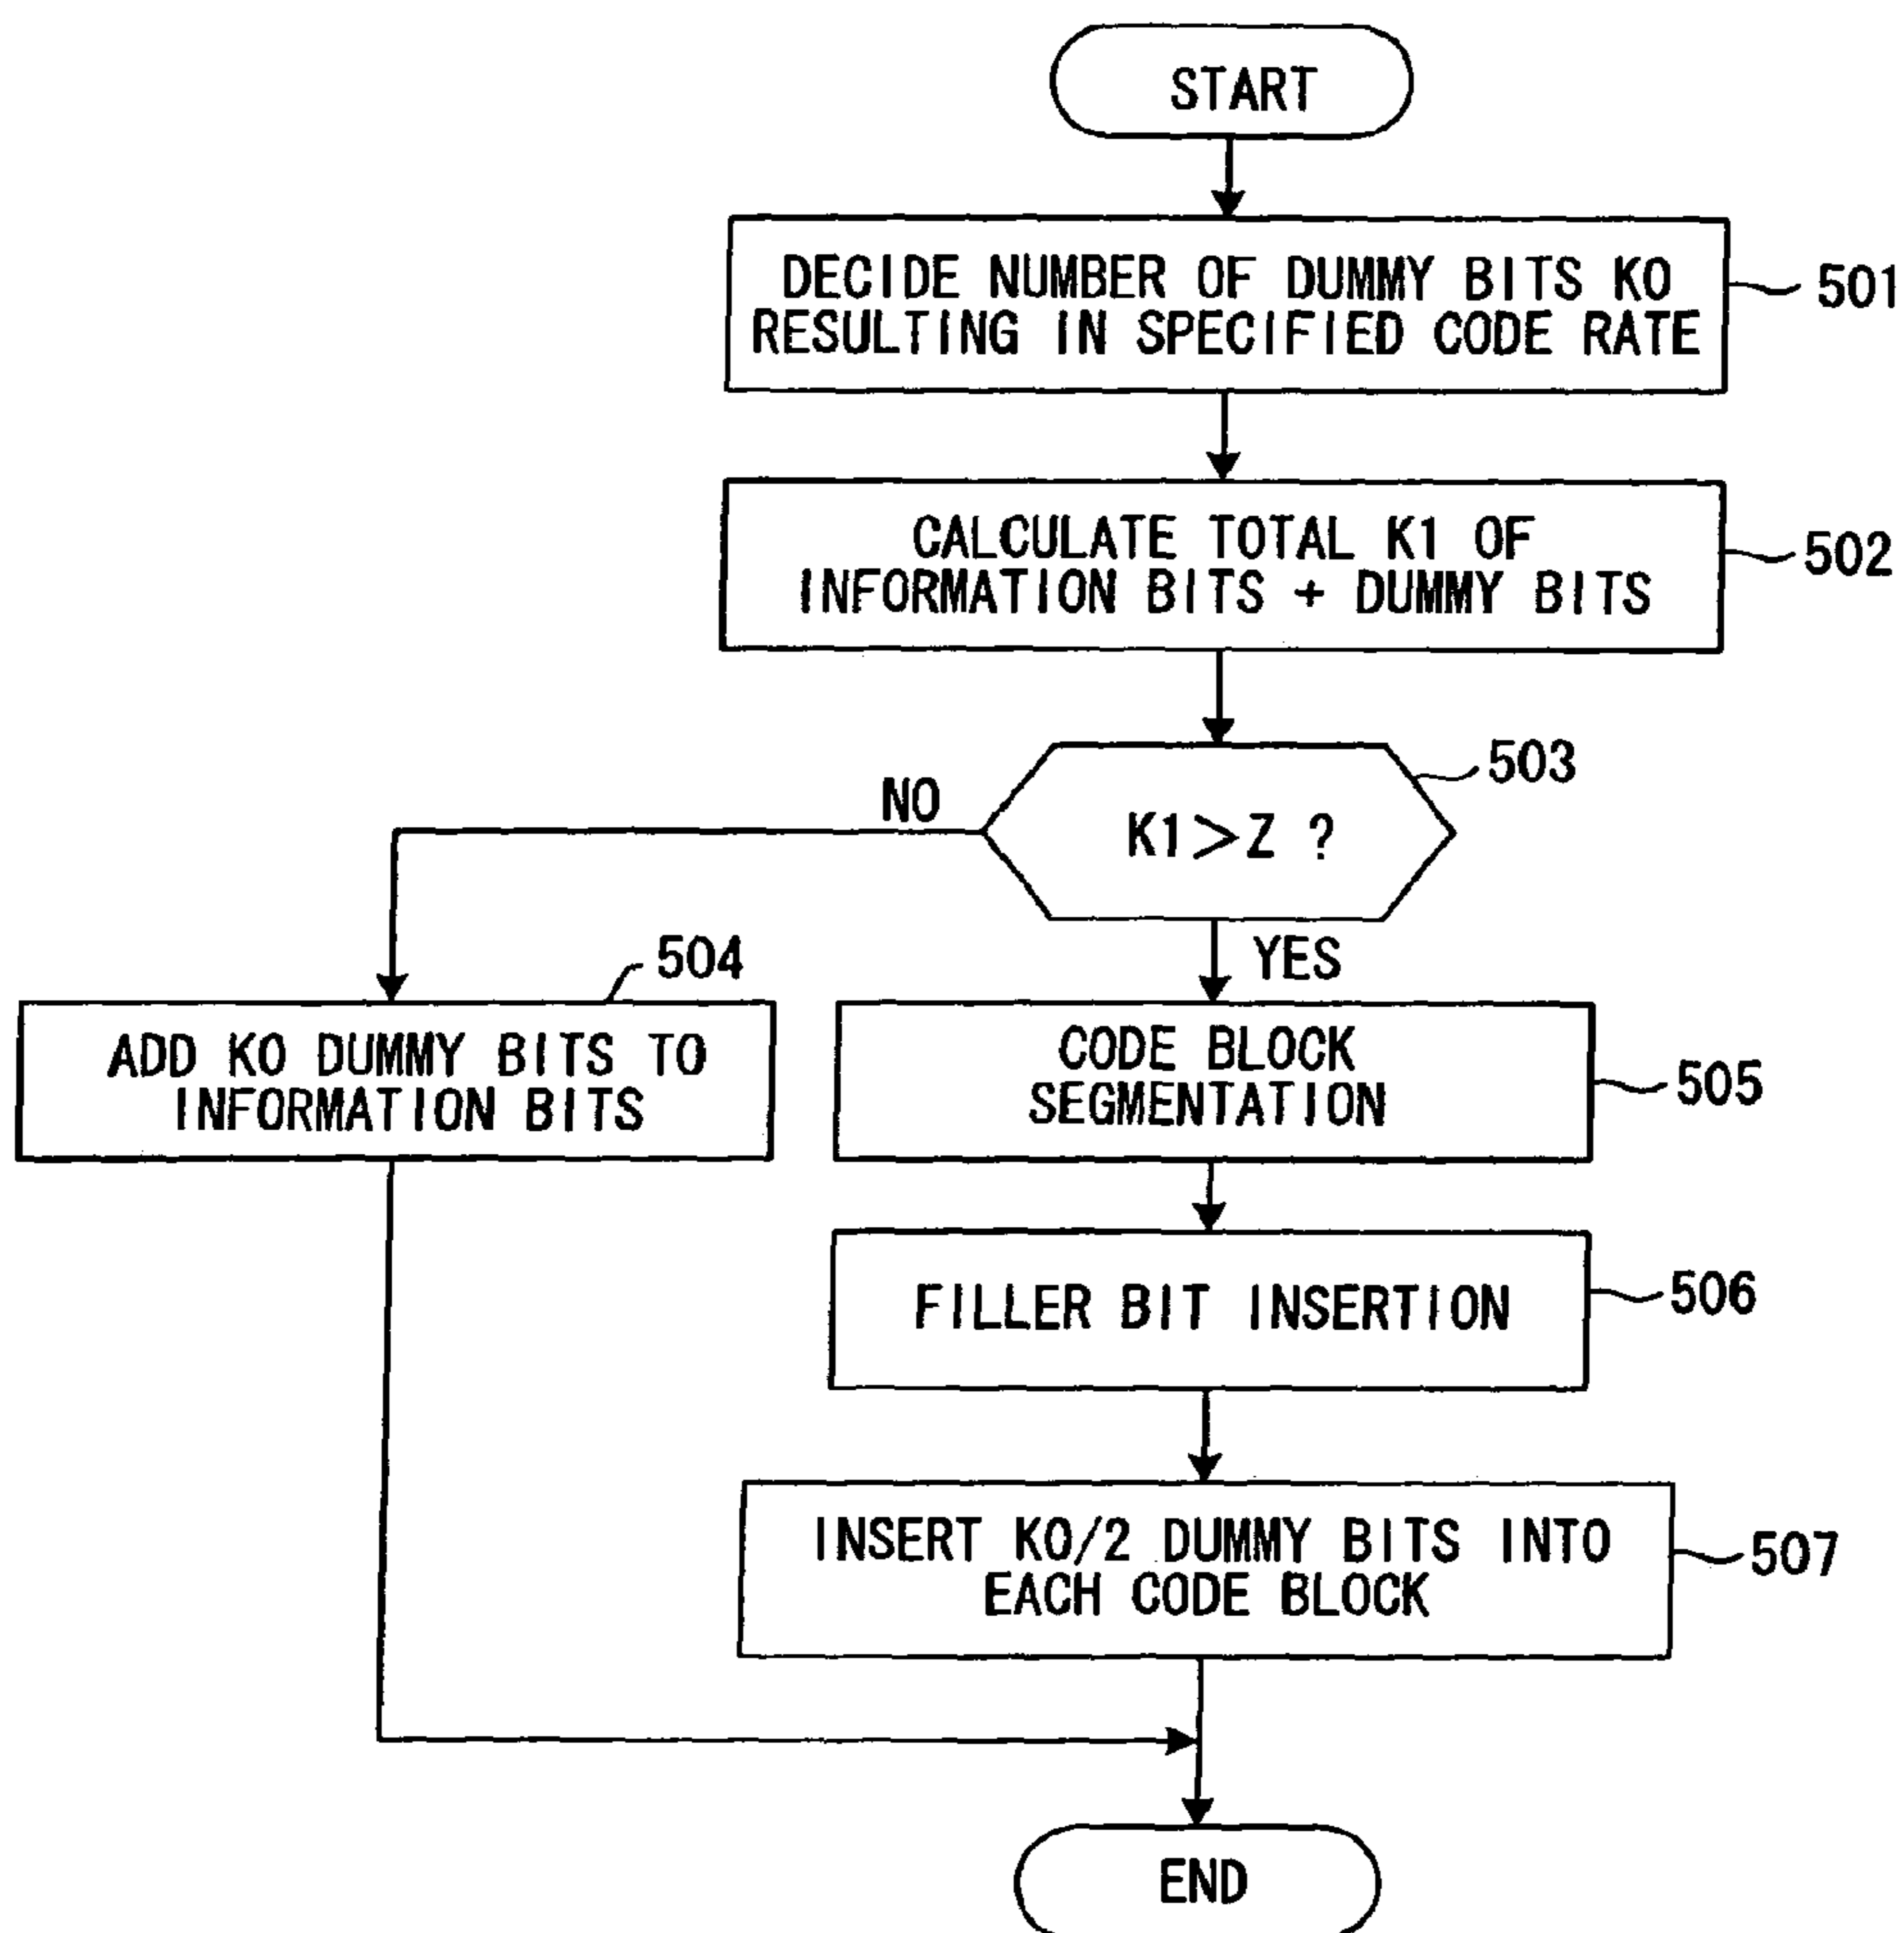 START
DECIDE NUMBER OF DUMMY BITS K0
RESULTING IN SPECIFIED CODE RATE
501
CALCULATE TOTAL K1 OF
INFORMATION BITS + DUMMY BITS
502
503
NO
K1>Z ?
YES
504
ADD K0 DUMMY BITS TO
INFORMATION BITS
CODE BLOCK
SEGMENTATION
505
FILLER BIT INSERTION
506
INSERT K0/2 DUMMY BITS INTO
EACH CODE BLOCK
507
END